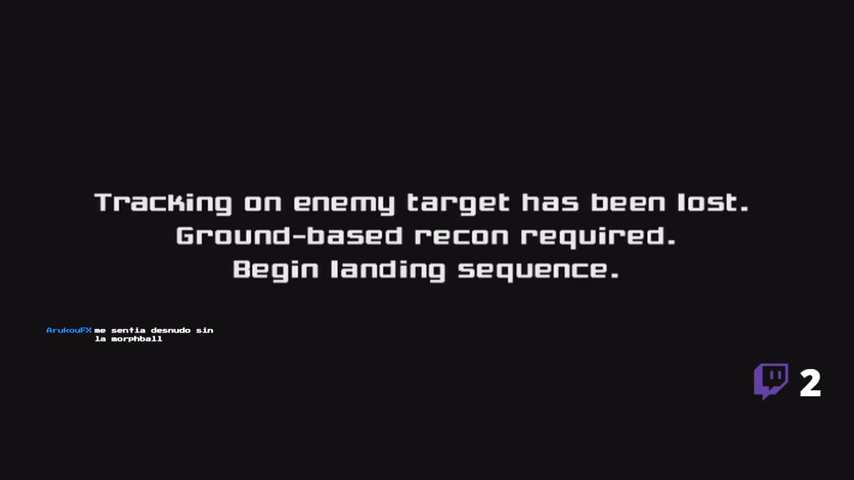 Tracking on enemy target has been lost.
Ground-based recon required.
Begin landing sequence.
ArukouFX me sentia desnudo sin
la morphball
2